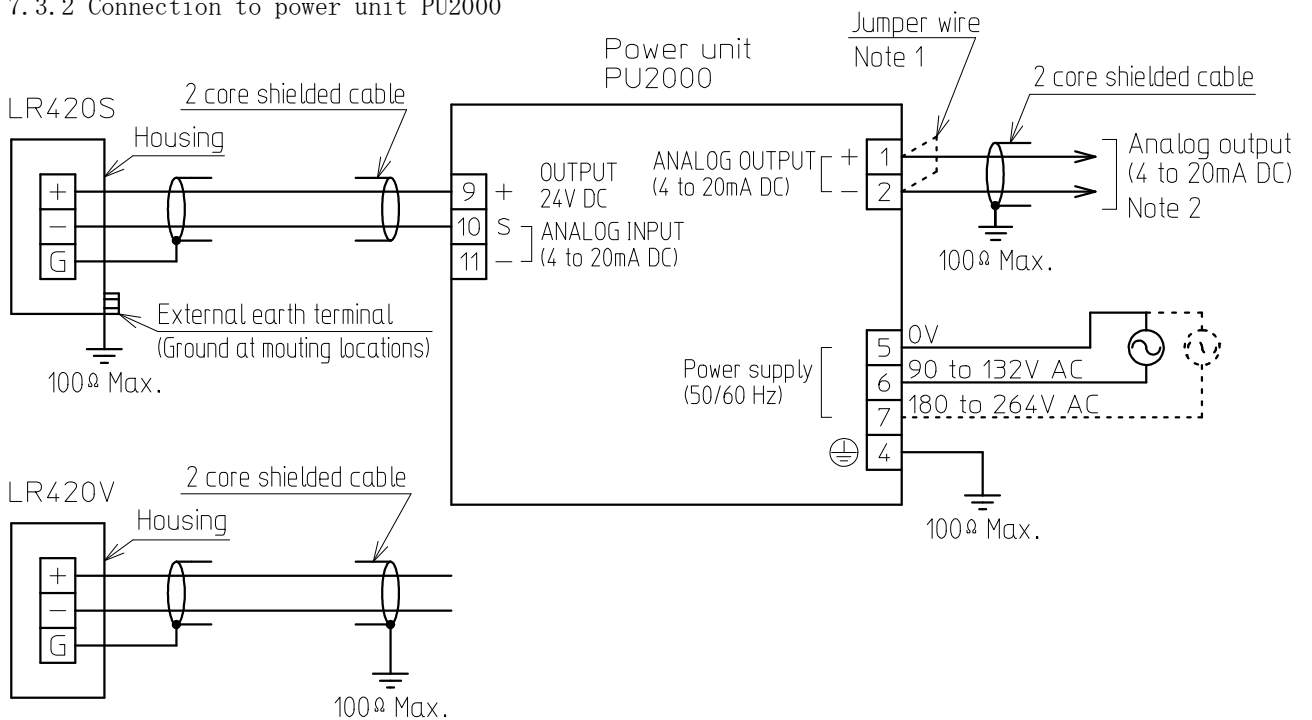 7.3.2 Connection to power unit PU2000
Jumper wire
Note 1
Power unit
PU2000
2 core shielded cable
2 core shielded cable
LR420S
Housing
+
−
G
9 +
10 S
11 −
OUTPUT
24V DC
ANALOG INPUT
(4 to 20mA DC)
ANALOG OUTPUT
(4 to 20mA DC)
+ 1
− 2
Analog output
(4 to 20mA DC)
Note 2
100Ω Max.
External earth terminal
(Ground at mouting locations)
100Ω Max.
Power supply
(50/60 Hz)
5 0V
6 90 to 132V AC
7 180 to 264V AC
4
100Ω Max.
LR420V
2 core shielded cable
Housing
+
−
G
100Ω Max.